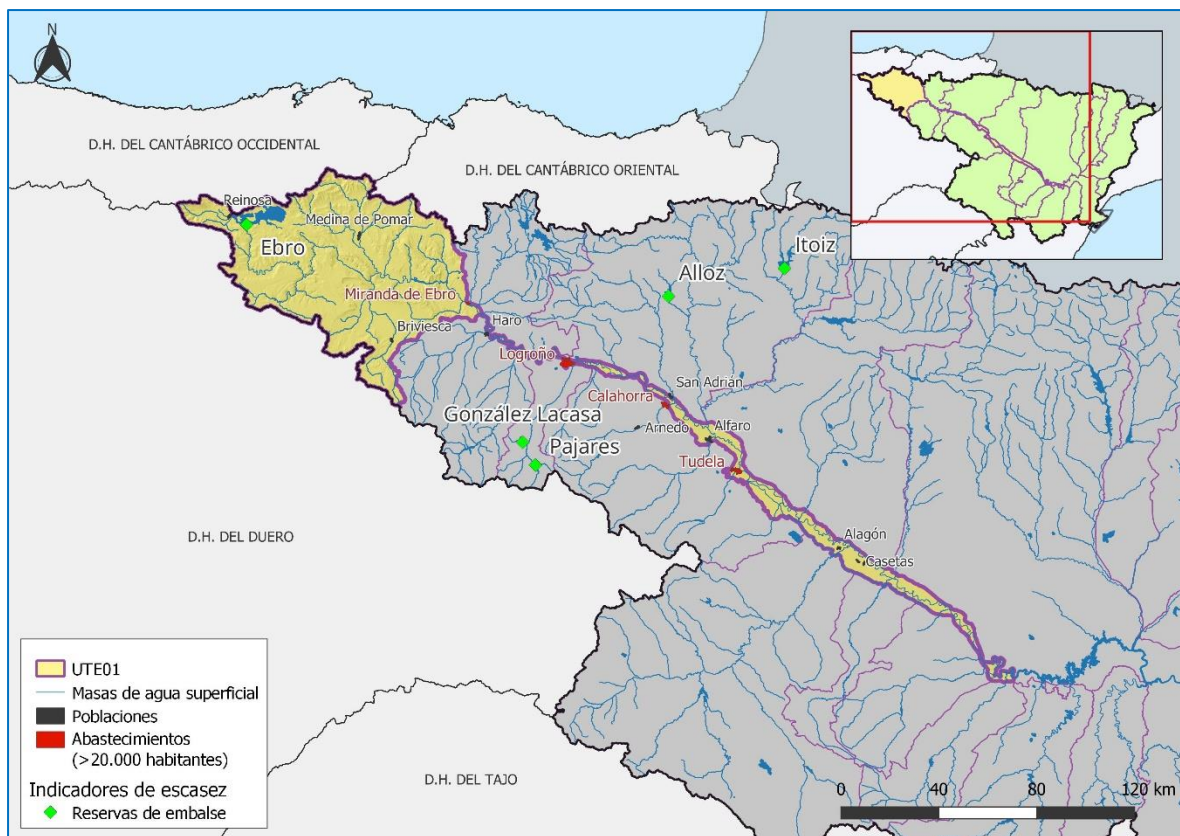 N
D.H. DEL CANTÁBRICO OCCIDENTAL
D.H. DEL CANTÁBRICO ORIENTAL
Reinosa
Medina de Pomar
Ebro
Itoiz
Alloz
Miranda de Ebro
Briviesca
Haro
Logroño
San Adrián
Calahorra
González Lacasa
Arnedo
Alfaro
Pajares
Tudela
D.H. DEL DUERO
Alagón
Casetas
D.H. DEL TAJO
UTE01
Masas de agua superficial
Poblaciones
Abastecimientos
(>20.000 habitantes)
Indicadores de escasez
Reservas de embalse
0 40 80 120 km